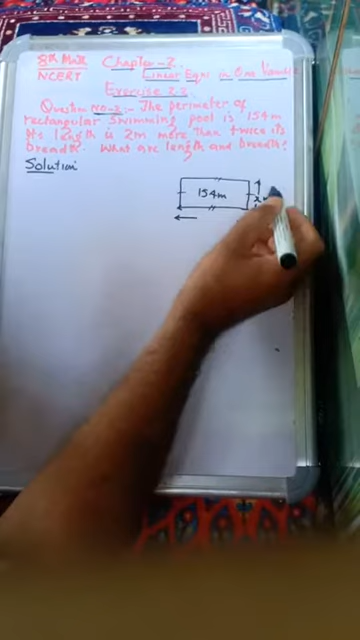 8th Math Chapter-2
NCERT Linear Eqns in One Variable
Exercise 2.2
Question No-2:- The perimeter of
rectangular swimming pool is 154m
Its length is 2m more than twice its
breadth. What are length and breadth?
Solution
154m
x